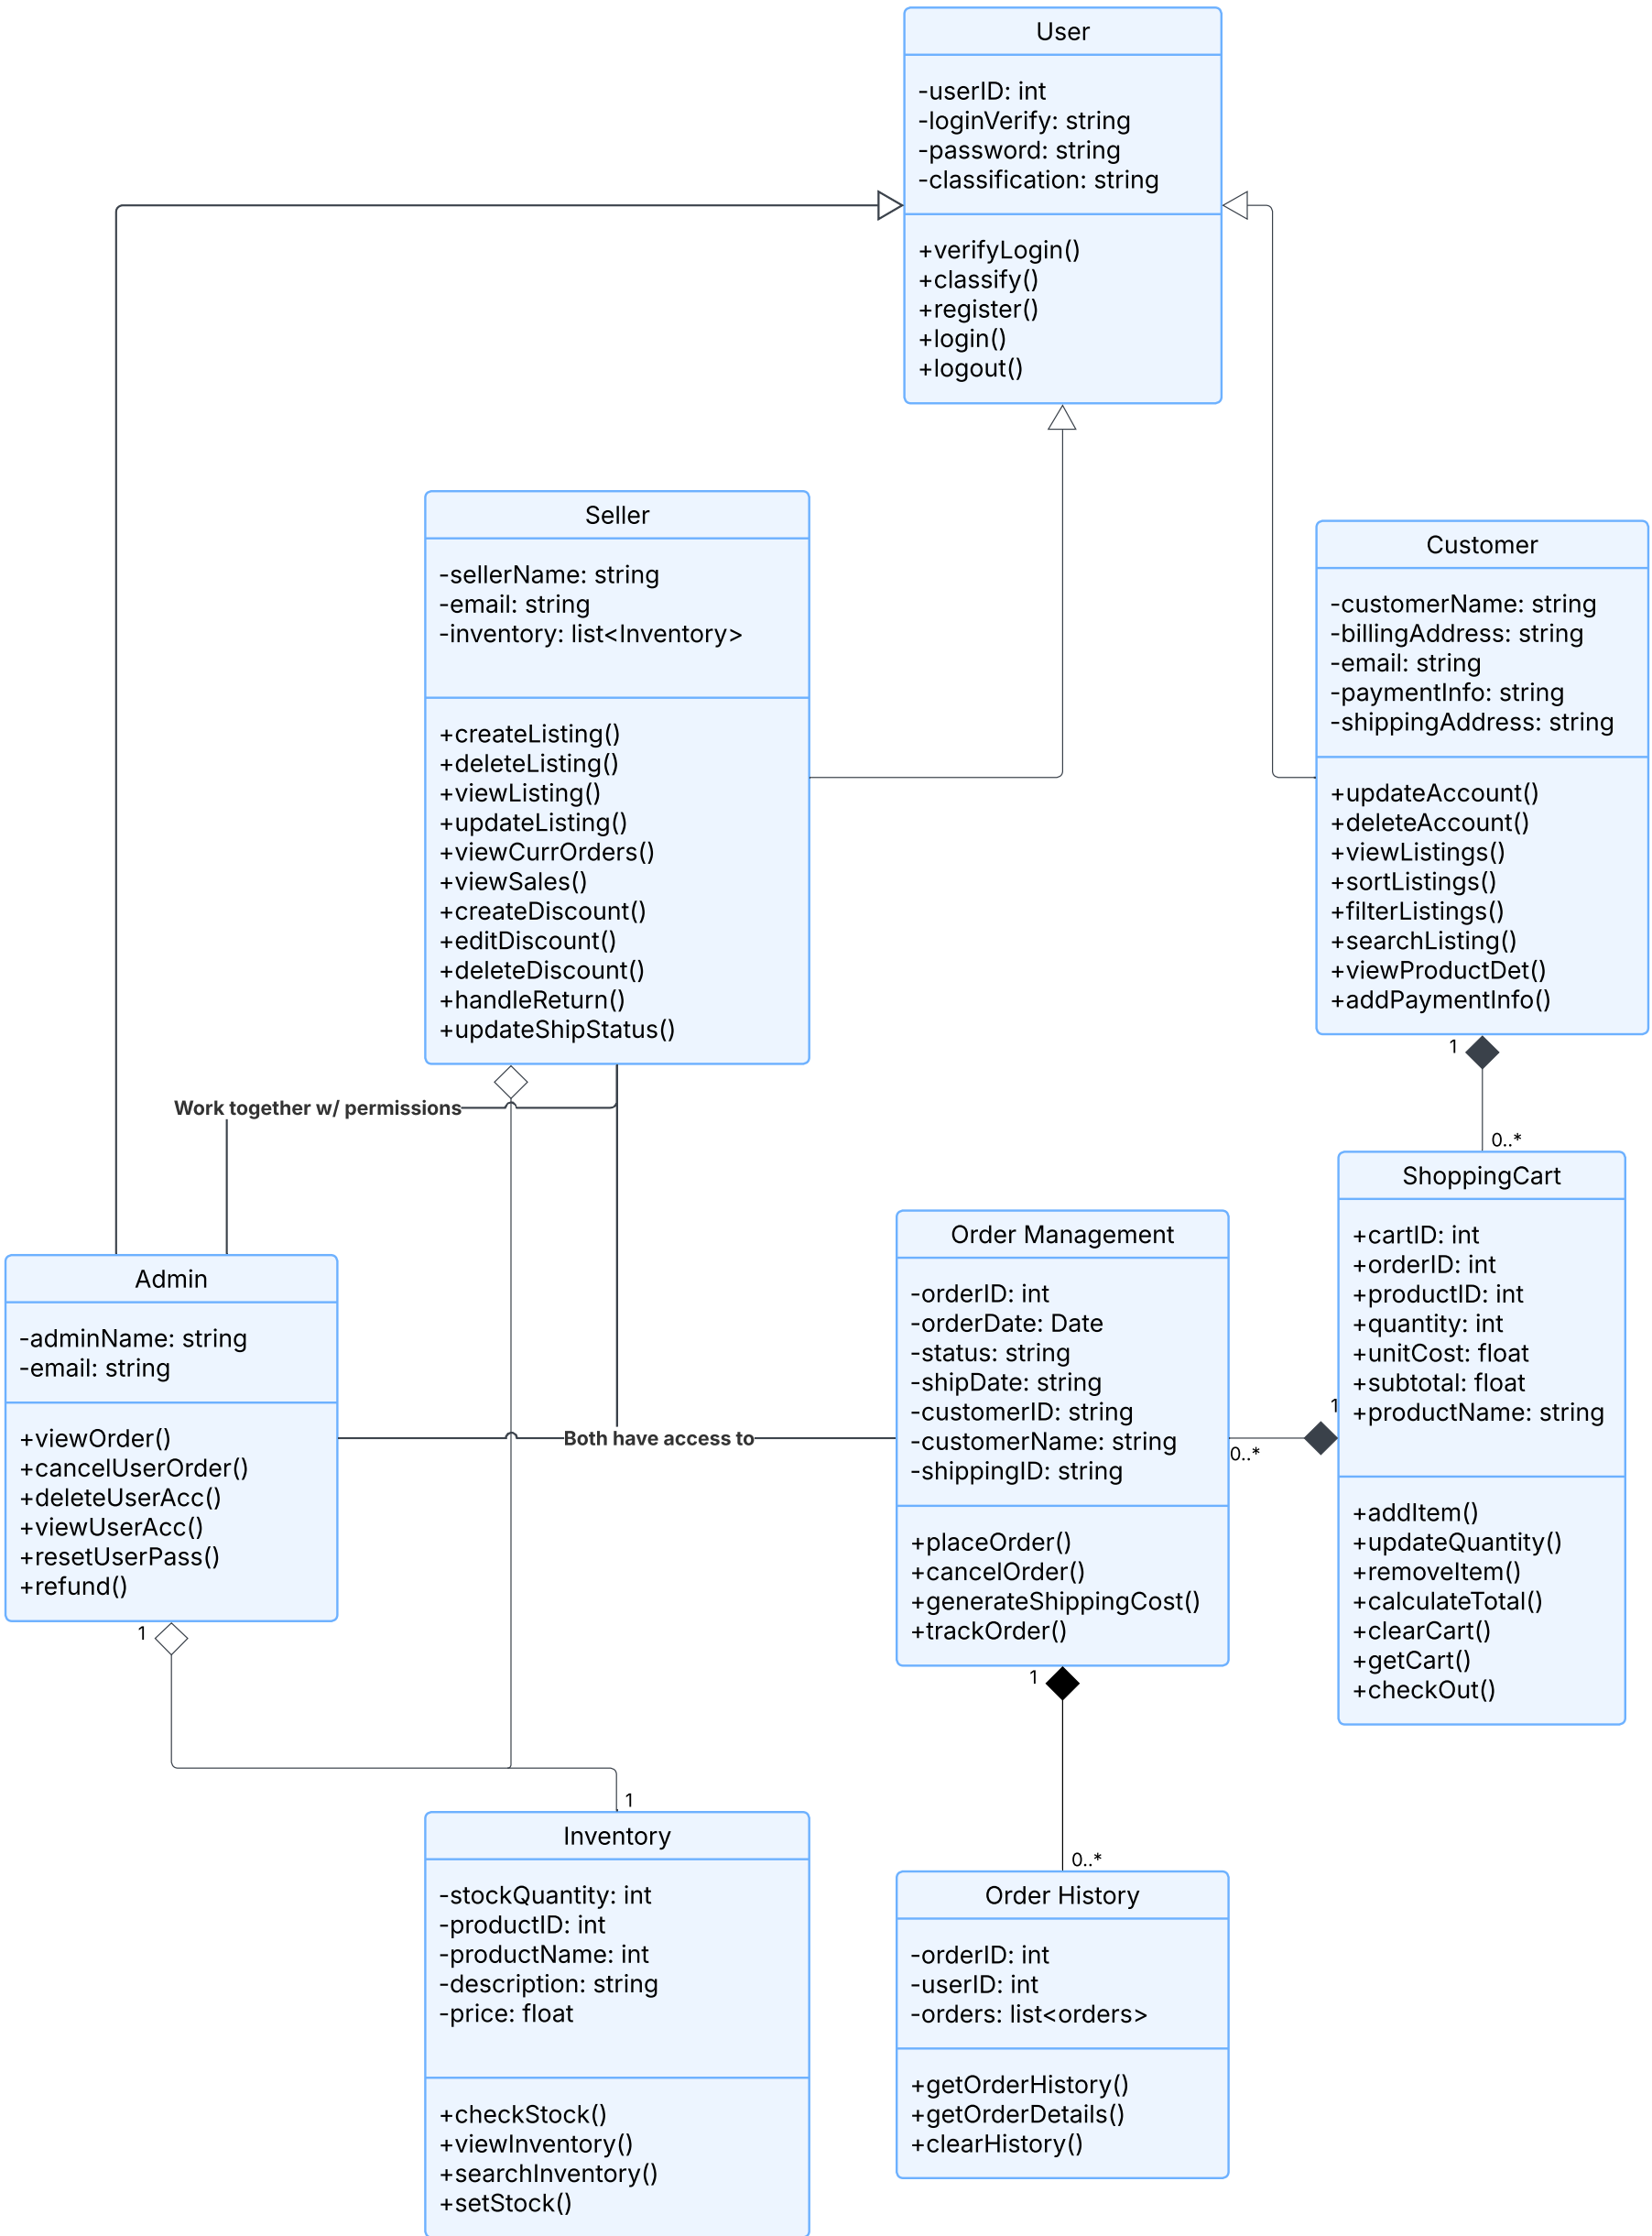 User
-userID: int
-loginVerify: string
-password: string
-classification: string
+verifyLogin()
+classify()
+register()
+login()
+logout()
Seller
-sellerName: string
-email: string
-inventory: list<Inventory>
+createListing()
+deleteListing()
+viewListing()
+updateListing()
+viewCurrOrders()
+viewSales()
+createDiscount()
+editDiscount()
+deleteDiscount()
+handleReturn()
+updateShipStatus()
Customer
-customerName: string
-billingAddress: string
-email: string
-paymentInfo: string
-shippingAddress: string
+updateAccount()
+deleteAccount()
+viewListings()
+sortListings()
+filterListings()
+searchListing()
+viewProductDet()
+addPaymentInfo()
1
0..*
Work together w/ permissions
Admin
-adminName: string
-email: string
+viewOrder()
+cancelUserOrder()
+deleteUserAcc()
+viewUserAcc()
+resetUserPass()
+refund()
1
Both have access to
Order Management
-orderID: int
-orderDate: Date
-status: string
-shipDate: string
-customerID: string
-customerName: string
-shippingID: string
+placeOrder()
+cancelOrder()
+generateShippingCost()
+trackOrder()
1
0..*
1
0..*
ShoppingCart
+cartID: int
+orderID: int
+productID: int
+quantity: int
+unitCost: float
+subtotal: float
+productName: string
+addItem()
+updateQuantity()
+removeItem()
+calculateTotal()
+clearCart()
+getCart()
+checkOut()
1
Inventory
-stockQuantity: int
-productID: int
-productName: int
-description: string
-price: float
+checkStock()
+viewInventory()
+searchInventory()
+setStock()
Order History
-orderID: int
-userID: int
-orders: list<orders>
+getOrderHistory()
+getOrderDetails()
+clearHistory()